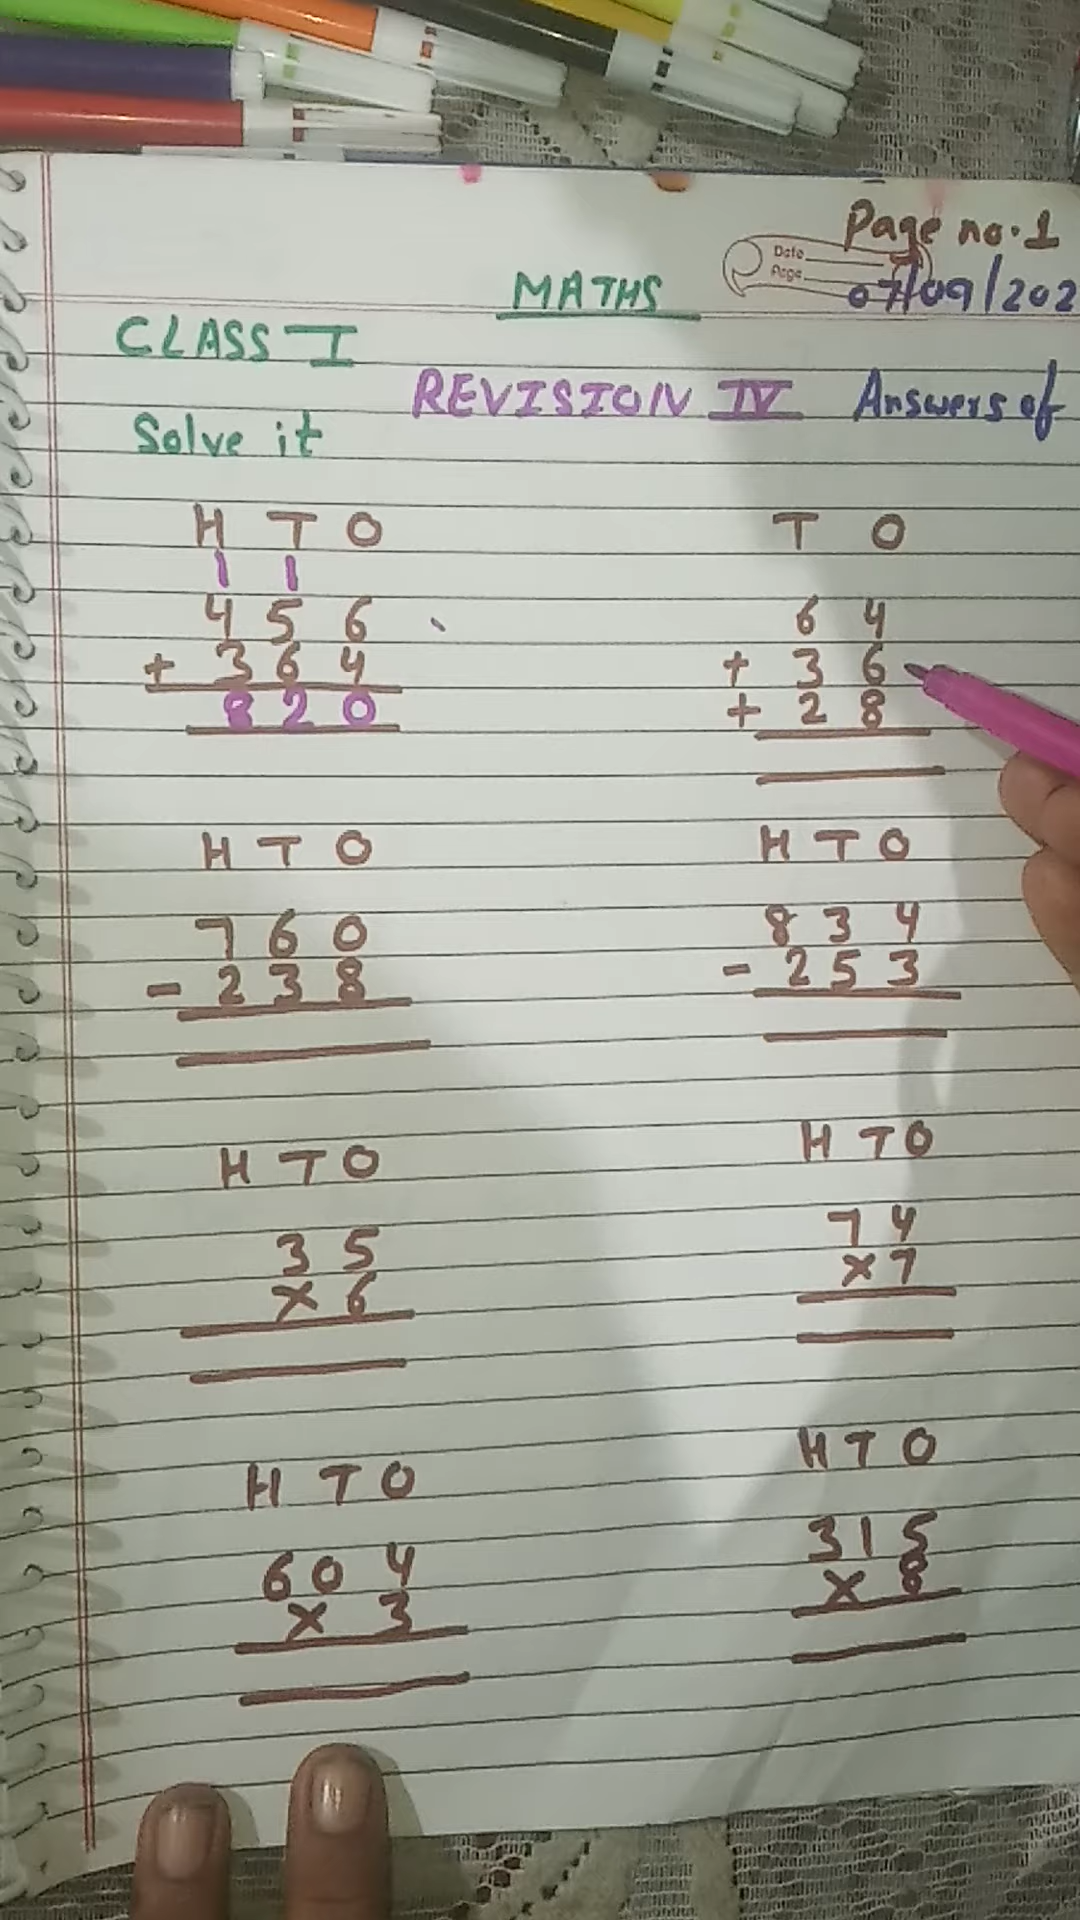 Page no. 1
Date
Page
07/09/202
MATHS
CLASS I
REVISION IV Answers of
Solve it
H T O
1 1
4 5 6
+ 3 6 4
8 2 0
T O
6 4
+ 3 6
+ 2 8
H T O
7 6 0
- 2 3 8
H T O
8 3 4
- 2 5 3
H T O
3 5
× 6
H T O
7 4
× 7
H T O
6 0 4
× 3
H T O
3 1 5
× 8